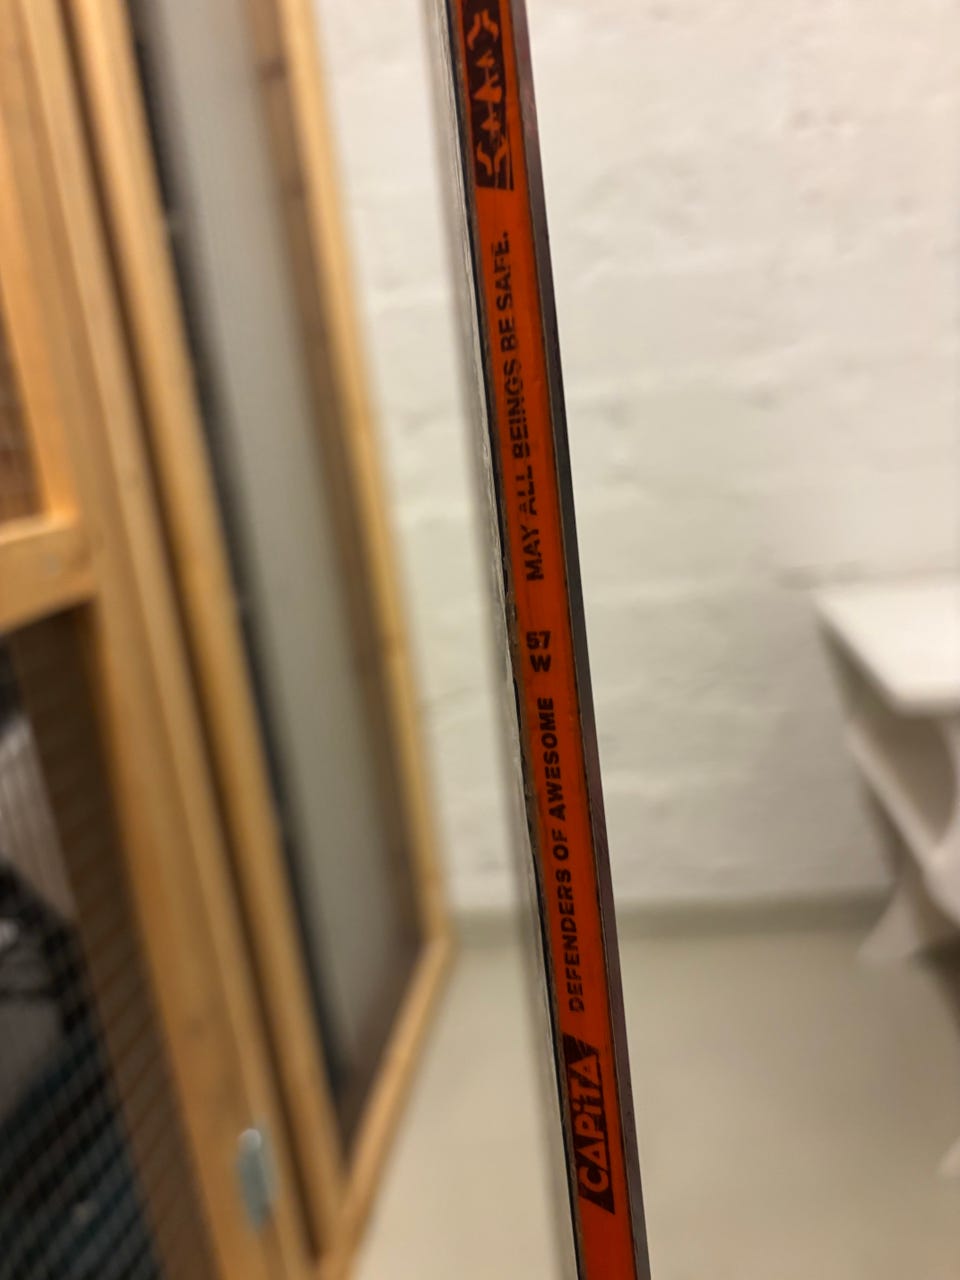 CAPiTA DEFENDERS OF AWESOME 57 W MAY ALL BEINGS BE SAFE.